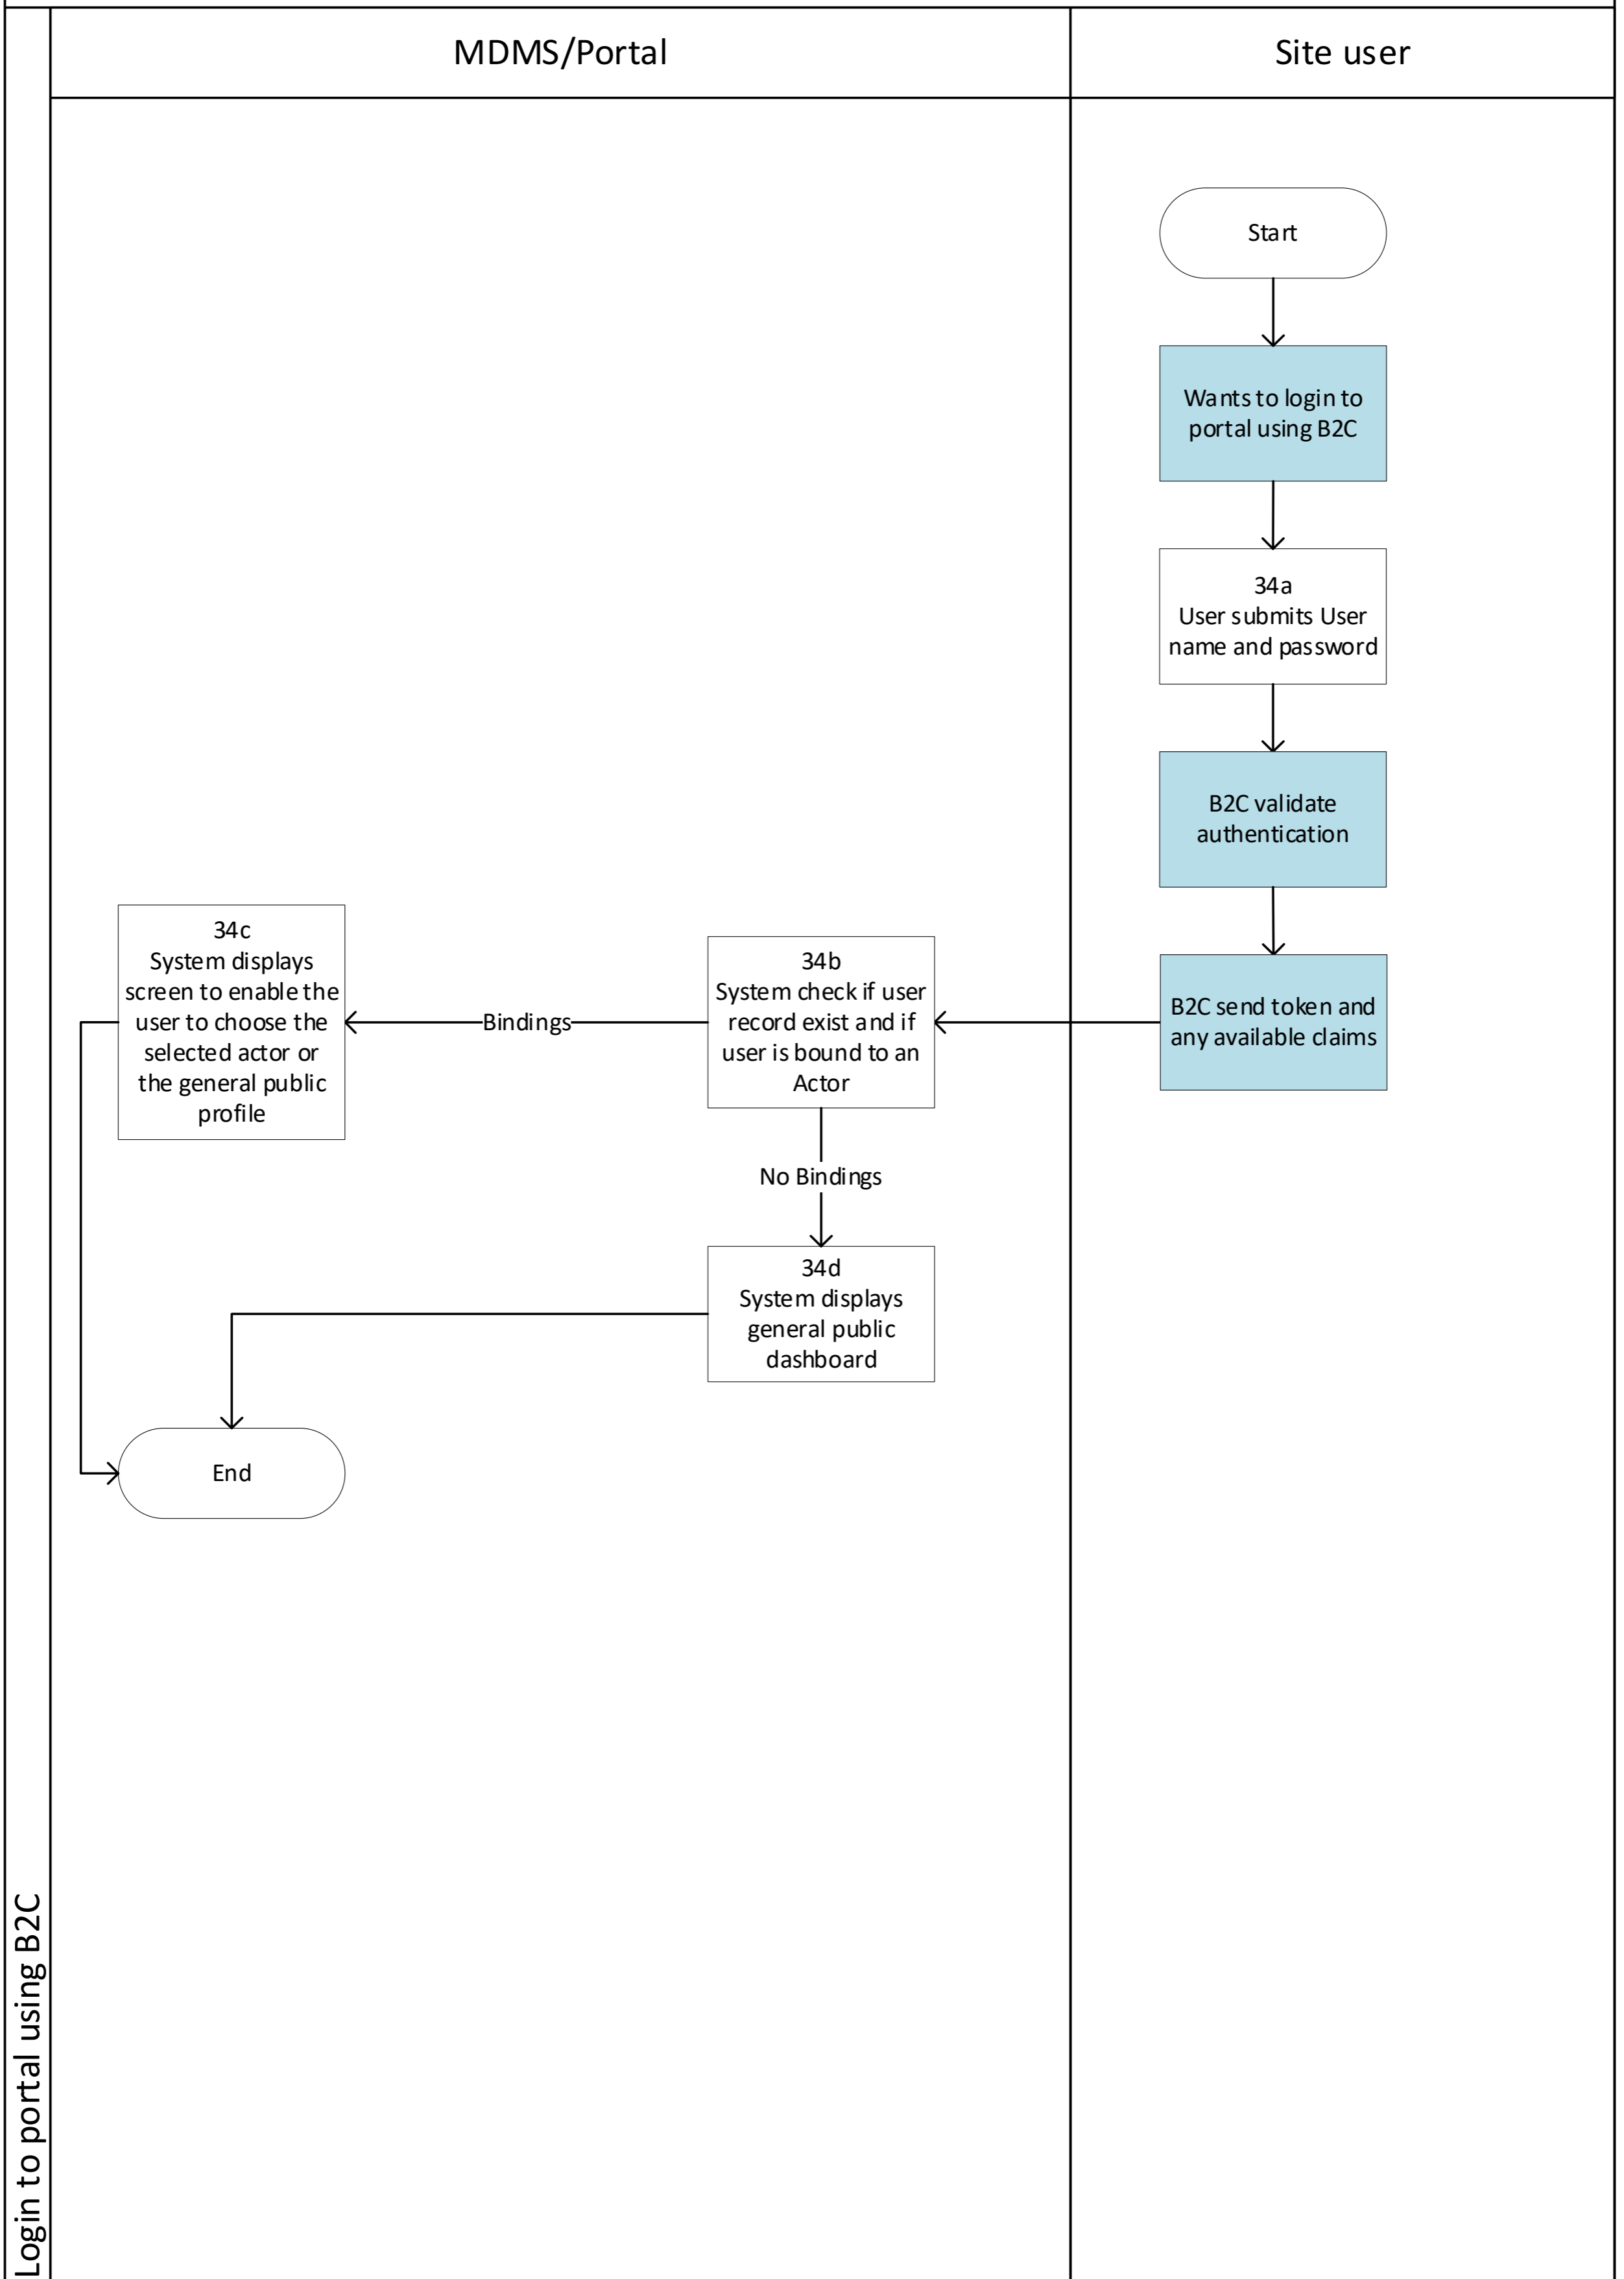 MDMS/Portal
Site user
Start
Wants to login to
portal using B2C
34a
User submits User
name and password
B2C validate
authentication
B2C send token and
any available claims
34b
System check if user
record exist and if
user is bound to an
Actor
Bindings
34c
System displays
screen to enable the
user to choose the
selected actor or
the general public
profile
No Bindings
34d
System displays
general public
dashboard
End
Login to portal using B2C